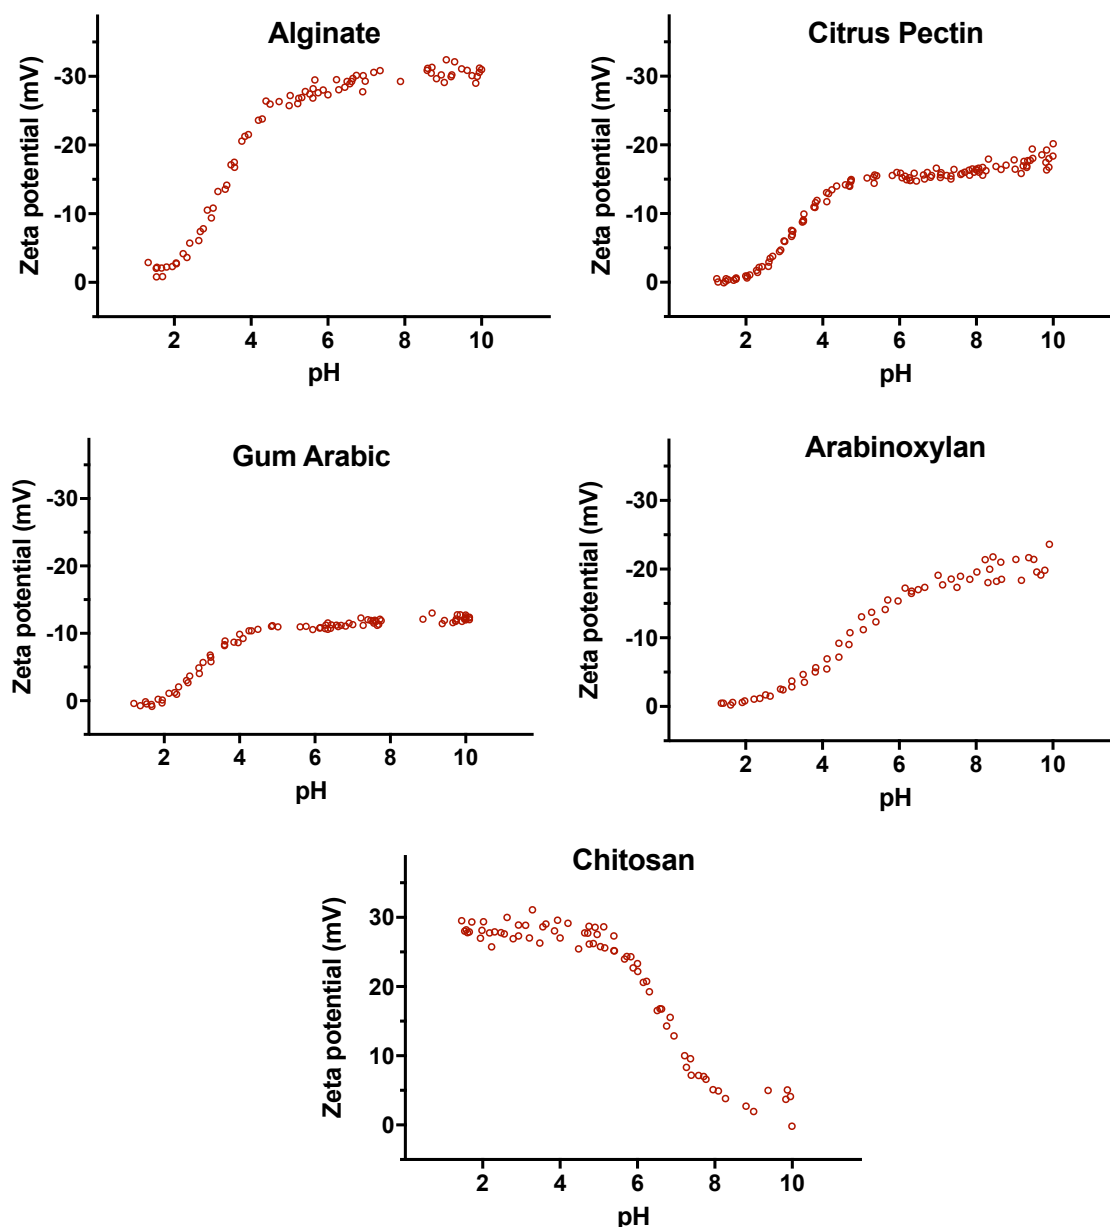 Alginate
Zeta potential (mV)
-30
-20
-10
0
2 4 6 8 10
pH
Citrus Pectin
Zeta potential (mV)
-30
-20
-10
0
2 4 6 8 10
pH
Gum Arabic
Zeta potential (mV)
-30
-20
-10
0
2 4 6 8 10
pH
Arabinoxylan
Zeta potential (mV)
-30
-20
-10
0
2 4 6 8 10
pH
Chitosan
Zeta potential (mV)
30
20
10
0
2 4 6 8 10
pH